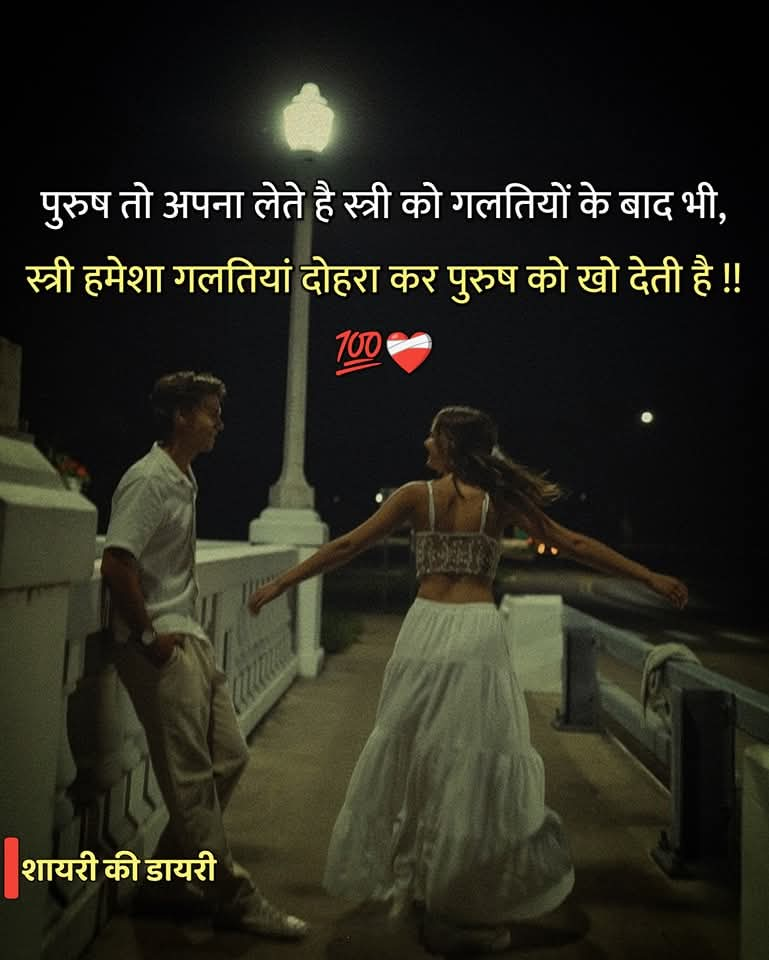 पुरुष तो अपना लेते है स्त्री को गलतियों के बाद भी,
स्त्री हमेशा गलतियां दोहरा कर पुरुष को खो देती है !!
💯❤️‍🩹
शायरी की डायरी